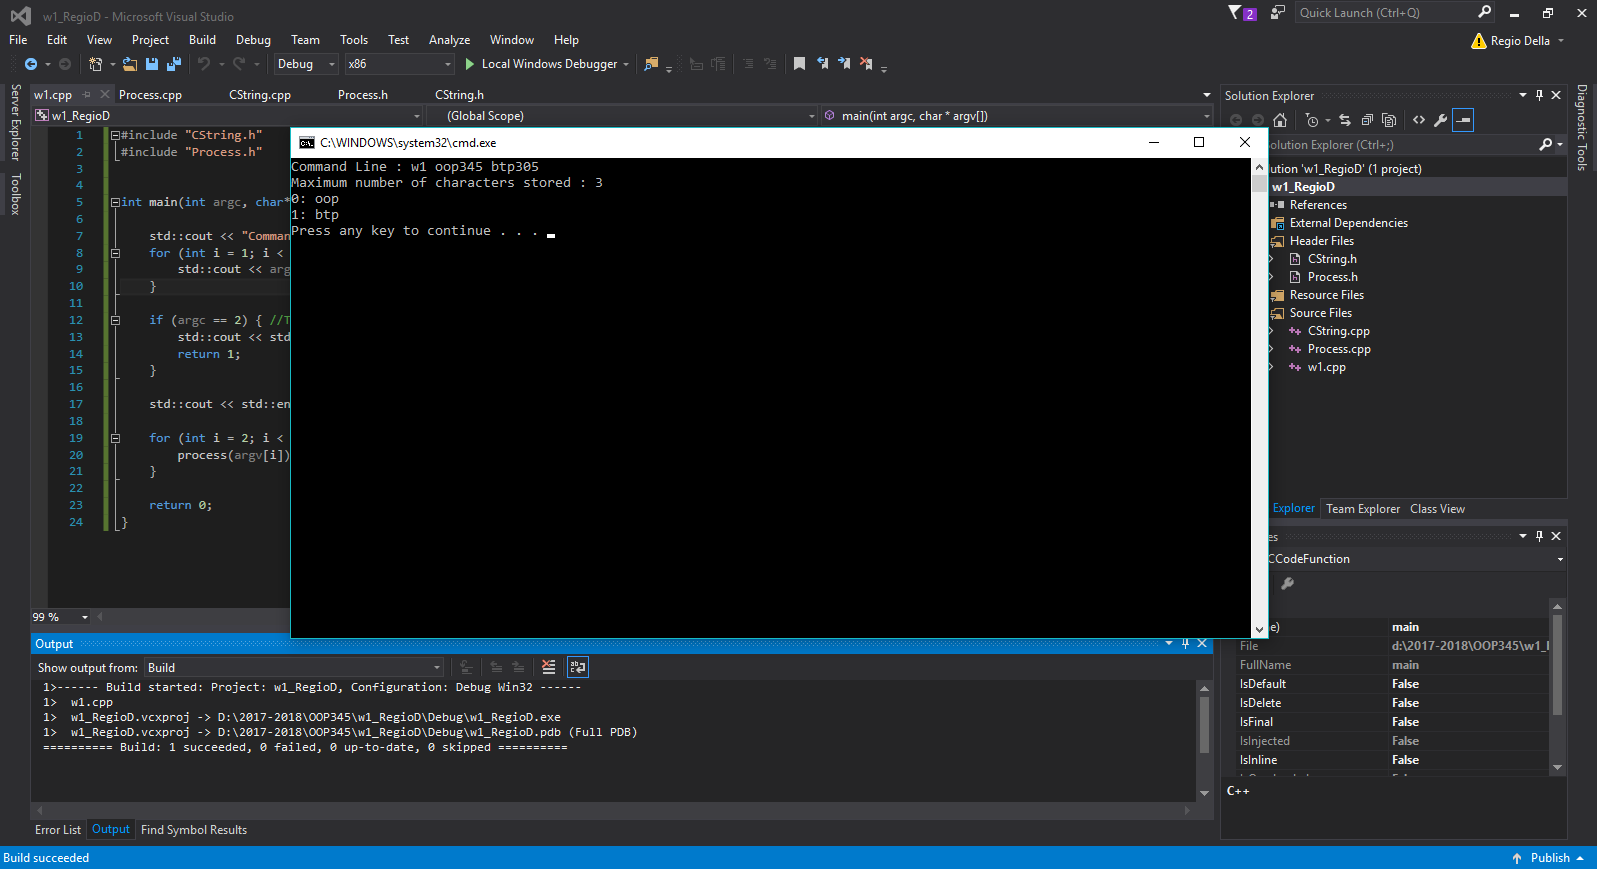 w1_RegioD - Microsoft Visual Studio
2
Quick Launch (Ctrl+Q)
File Edit View Project Build Debug Team Tools Test Analyze Window Help
Regio Della
Debug x86 Local Windows Debugger
Server Explorer
Toolbox
w1.cpp Process.cpp CString.cpp Process.h CString.h
w1_RegioD (Global Scope) main(int argc, char * argv[])
1 #include "CString.h"
2 #include "Process.h"
3
4
5 int main(int argc, char*
6
7 std::cout << "Comman
8 for (int i = 1; i <
9 std::cout << arg
10 }
11
12 if (argc == 2) { //T
13 std::cout << std
14 return 1;
15 }
16
17 std::cout << std::en
18
19 for (int i = 2; i <
20 process(argv[i])
21 }
22
23 return 0;
24 }
99 %
C:\WINDOWS\system32\cmd.exe
Command Line : w1 oop345 btp305
Maximum number of characters stored : 3
0: oop
1: btp
Press any key to continue . . .
Solution Explorer
olution Explorer (Ctrl+;)
ution 'w1_RegioD' (1 project)
w1_RegioD
References
External Dependencies
Header Files
CString.h
Process.h
Resource Files
Source Files
CString.cpp
Process.cpp
w1.cpp
Explorer Team Explorer Class View
Diagnostic Tools
es
CCodeFunction
e) main
File d:\2017-2018\OOP345\w1_
FullName main
IsDefault False
IsDelete False
IsFinal False
IsInjected False
IsInline False
C++
Output
Show output from: Build
1>------ Build started: Project: w1_RegioD, Configuration: Debug Win32 ------
1> w1.cpp
1> w1_RegioD.vcxproj -> D:\2017-2018\OOP345\w1_RegioD\Debug\w1_RegioD.exe
1> w1_RegioD.vcxproj -> D:\2017-2018\OOP345\w1_RegioD\Debug\w1_RegioD.pdb (Full PDB)
========== Build: 1 succeeded, 0 failed, 0 up-to-date, 0 skipped ==========
Error List Output Find Symbol Results
Build succeeded
Publish